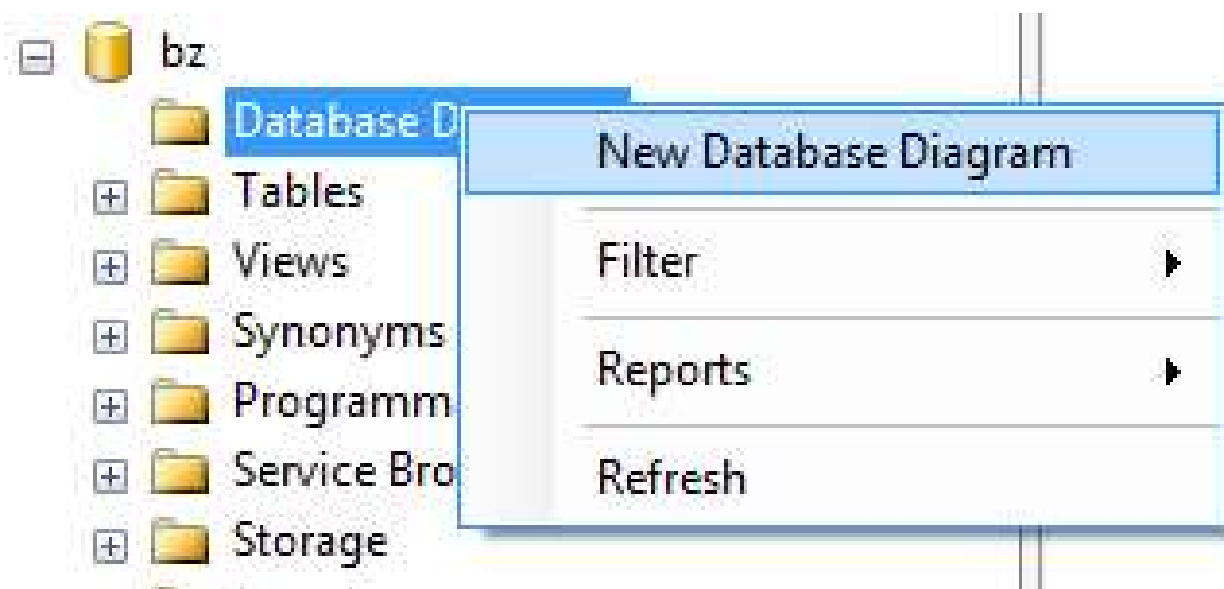 bz
Database D
New Database Diagram
Tables
Views
Filter
Synonyms
Reports
Programm
Service Bro
Refresh
Storage